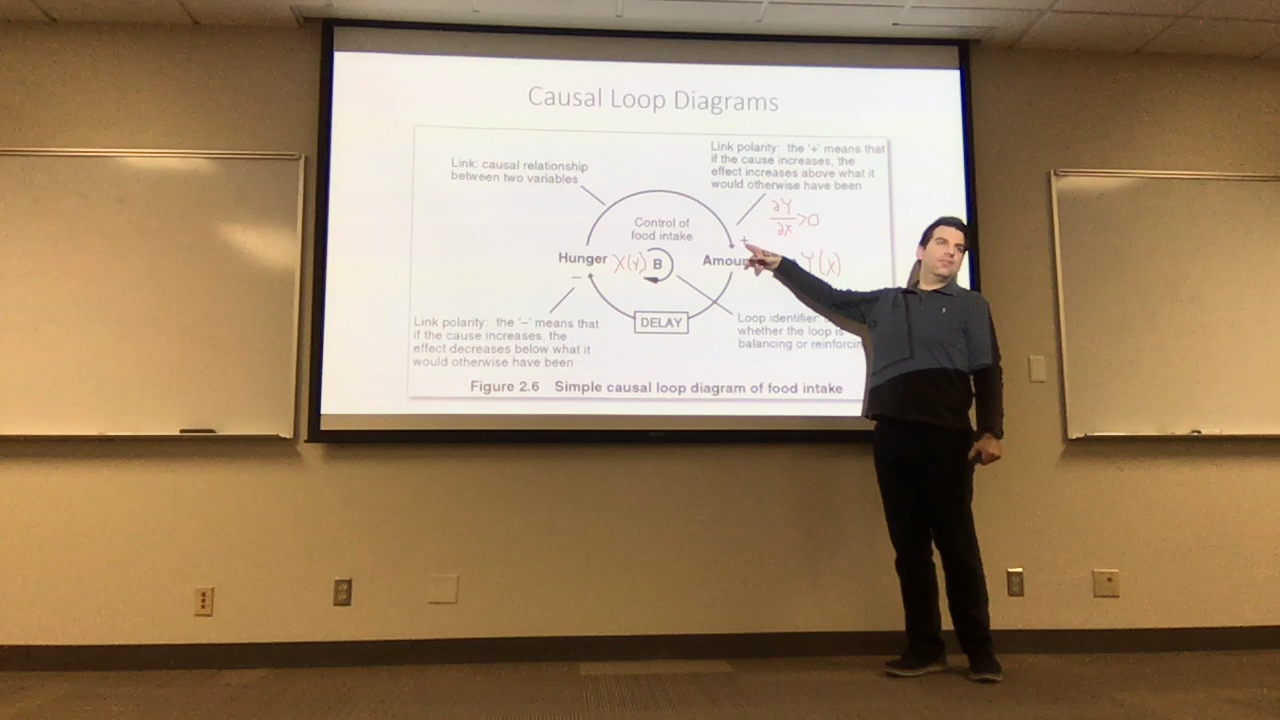 Causal Loop Diagrams
Link: causal relationship
between two variables
Link polarity: the '+' means that
if the cause increases, the
effect increases above what it
would otherwise have been
∂Y
∂X
>0
Control of
food intake
+
Hunger
X(Y)
B
Y(X)
−
DELAY
Link polarity: the '–' means that
if the cause increases, the
effect decreases below what it
would otherwise have been
Loop identifier:
whether the loop is
balancing or
Figure 2.6 Simple causal loop diagram of food intake